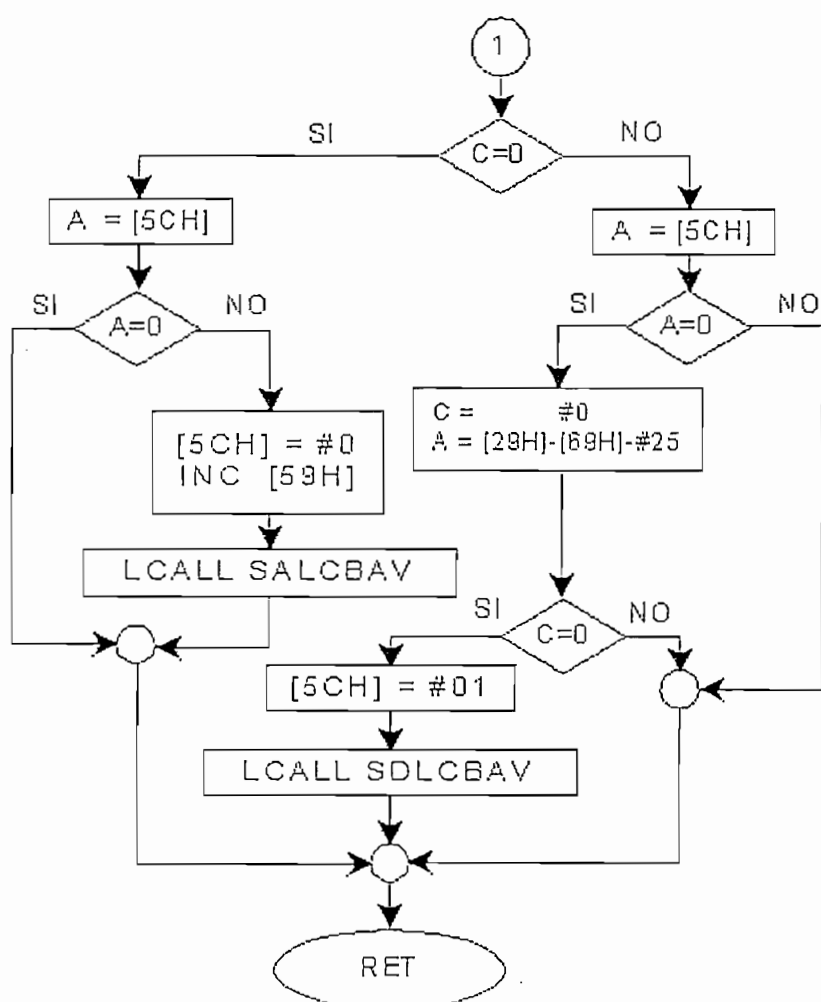 1
C=0
SI
NO
A = [5CH]
A = [5CH]
A=0
SI
NO
A=0
SI
NO
[5CH] = #0
INC [59H]
C = #0
A = [29H]-[69H]-#25
LCALL SALCBAV
C=0
SI
NO
[5CH] = #01
LCALL SDLCBAV
RET